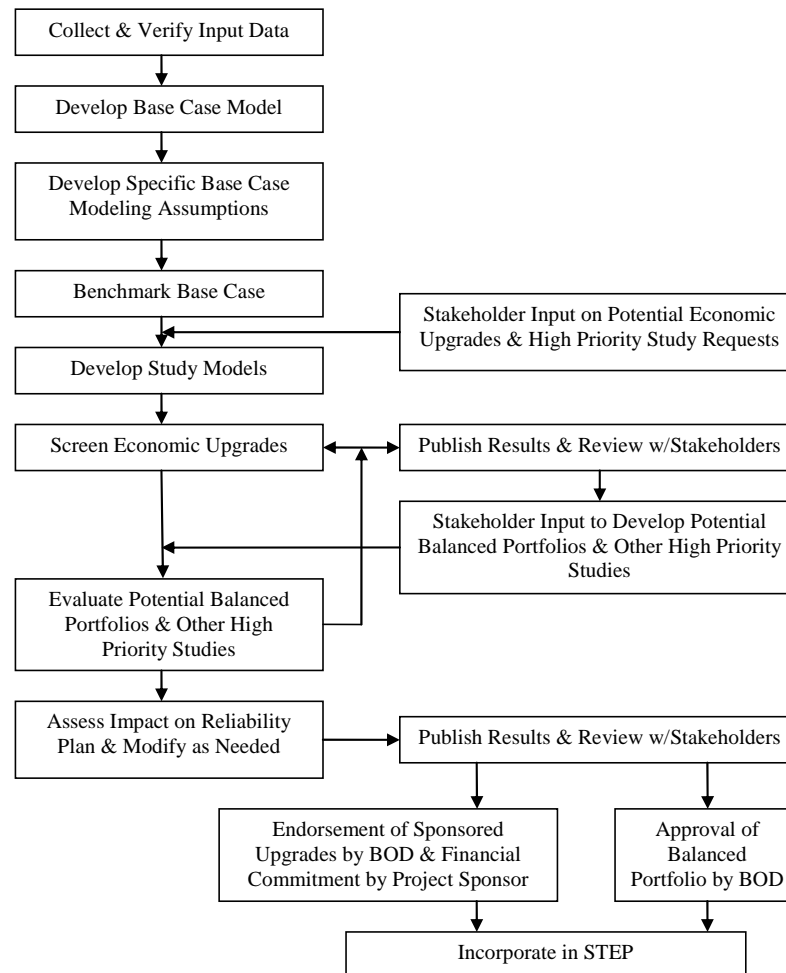 Collect & Verify Input Data
Develop Base Case Model
Develop Specific Base Case
Modeling Assumptions
Benchmark Base Case
Stakeholder Input on Potential Economic
Upgrades & High Priority Study Requests
Develop Study Models
Screen Economic Upgrades
Publish Results & Review w/Stakeholders
Stakeholder Input to Develop Potential
Balanced Portfolios & Other High Priority
Studies
Evaluate Potential Balanced
Portfolios & Other High
Priority Studies
Assess Impact on Reliability
Plan & Modify as Needed
Publish Results & Review w/Stakeholders
Endorsement of Sponsored
Upgrades by BOD & Financial
Commitment by Project Sponsor
Approval of
Balanced
Portfolio by BOD
Incorporate in STEP